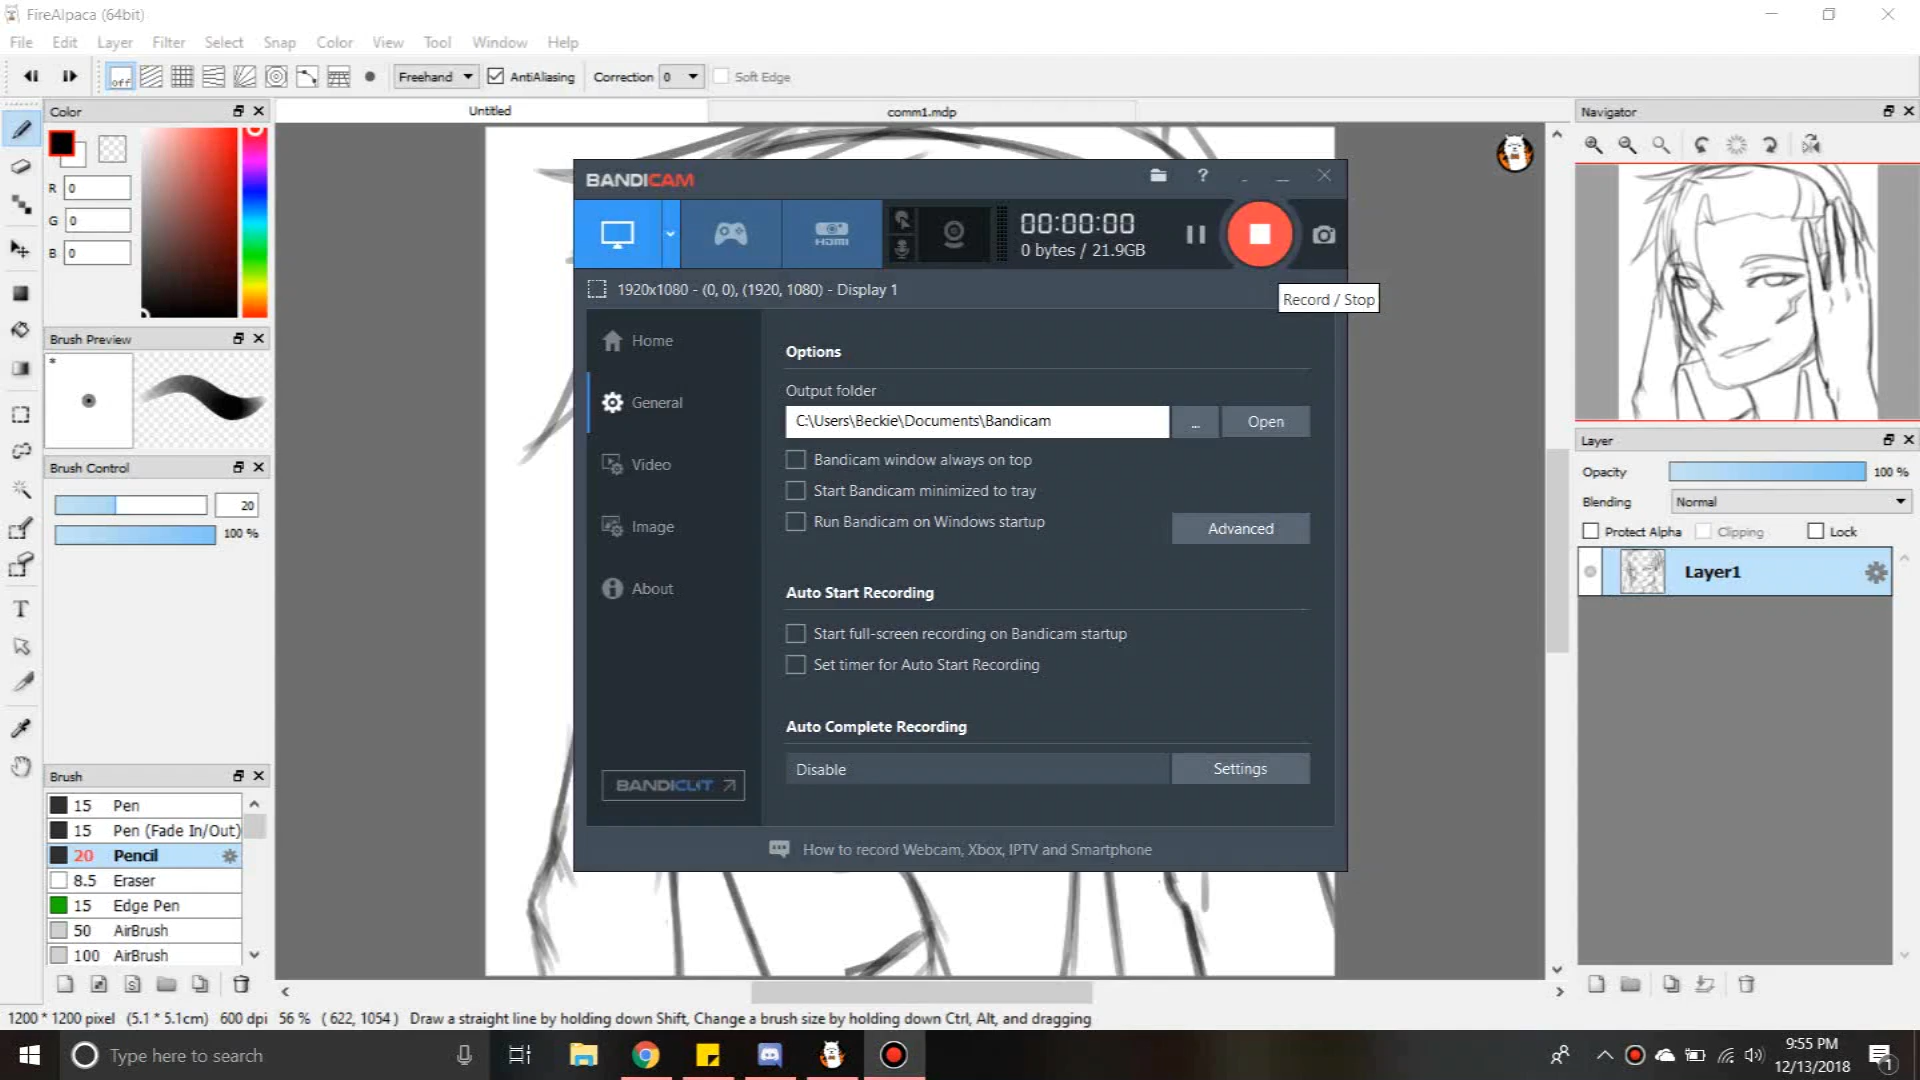 FireAlpaca (64bit)
File Edit Layer Filter Select Snap Color View Tool Window Help
off Freehand AntiAliasing Correction 0 Soft Edge
Color
Untitled
comm1.mdp
Navigator
R 0
G 0
B 0
Brush Preview
*
Brush Control
20
100 %
BANDICAM
?
HDMI
00:00:00
0 bytes / 21.9GB
1920x1080 - (0, 0), (1920, 1080) - Display 1
Record / Stop
Home
General
Video
Image
About
BANDICUT
Options
Output folder
C:\Users\Beckie\Documents\Bandicam
... Open
Bandicam window always on top
Start Bandicam minimized to tray
Run Bandicam on Windows startup
Advanced
Auto Start Recording
Start full-screen recording on Bandicam startup
Set timer for Auto Start Recording
Auto Complete Recording
Disable Settings
How to record Webcam, Xbox, IPTV and Smartphone
Layer
Opacity 100 %
Blending Normal
Protect Alpha Clipping Lock
Layer1
Brush
15 Pen
15 Pen (Fade In/Out)
20 Pencil
8.5 Eraser
15 Edge Pen
50 AirBrush
100 AirBrush
1200 * 1200 pixel (5.1 * 5.1cm) 600 dpi 56 % ( 622, 1054 ) Draw a straight line by holding down Shift, Change a brush size by holding down Ctrl, Alt, and dragging
Type here to search
9:55 PM
12/13/2018
1